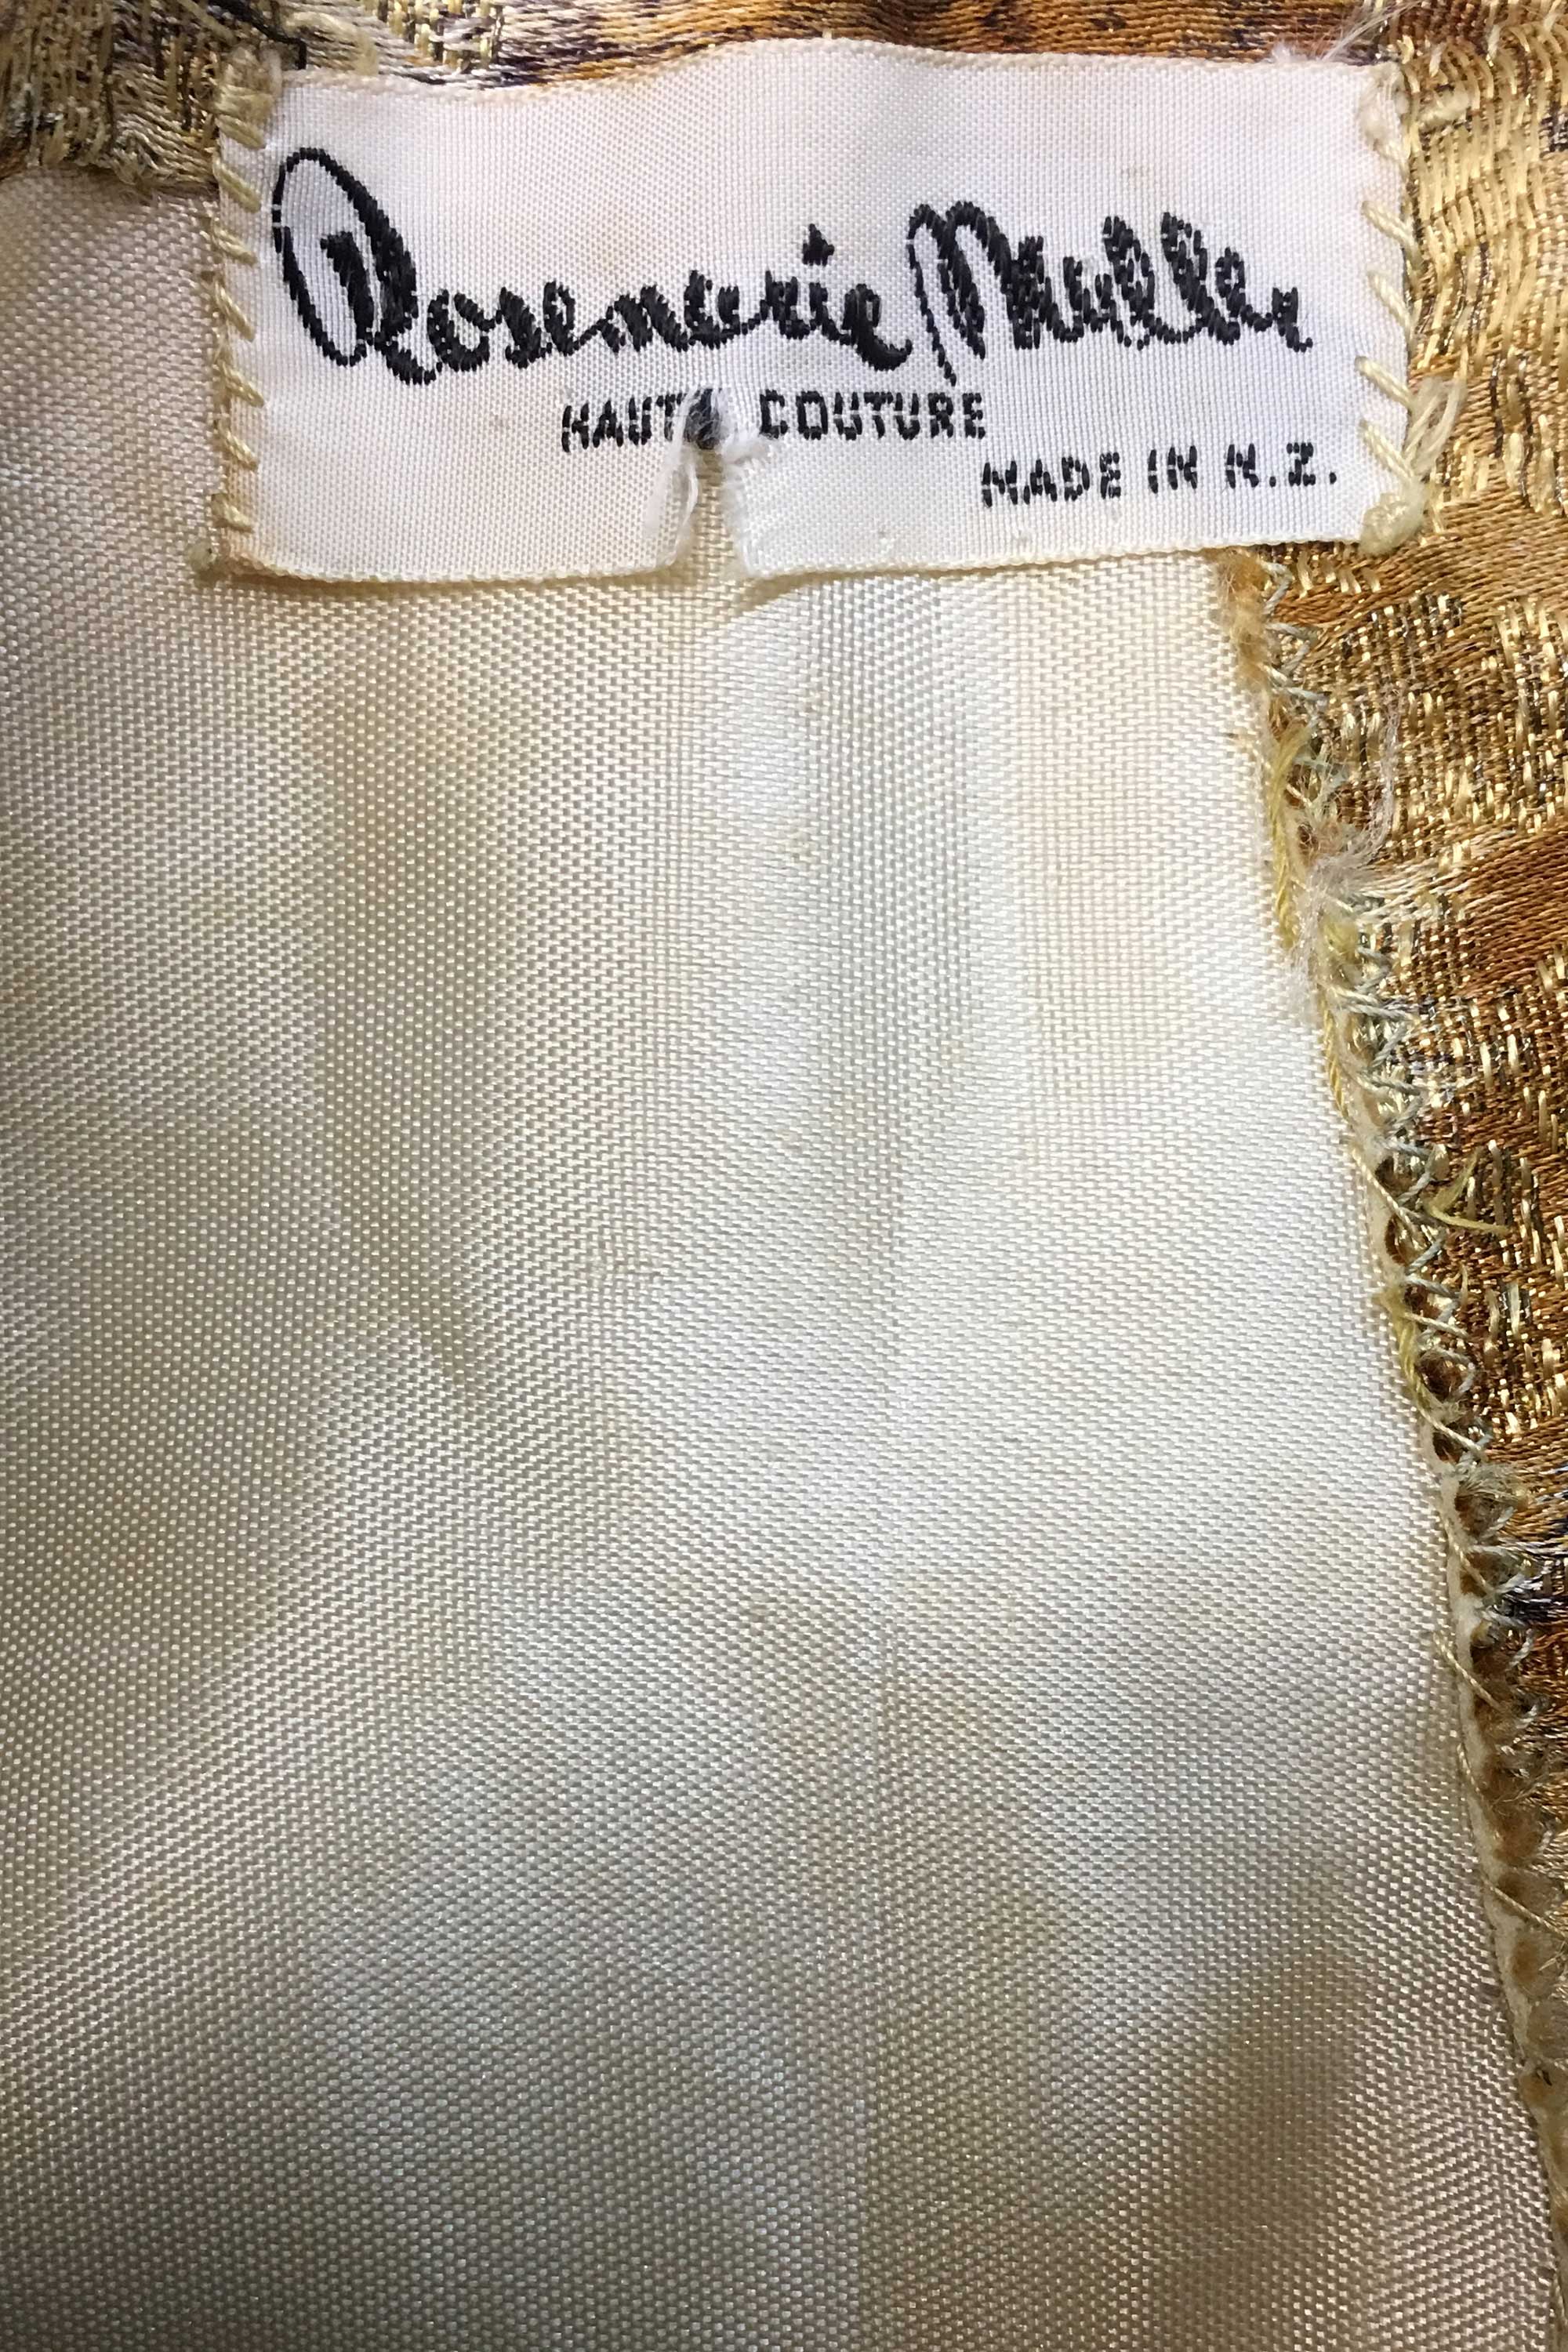 Rosemarie Muller
HAUTE COUTURE
MADE IN N.Z.